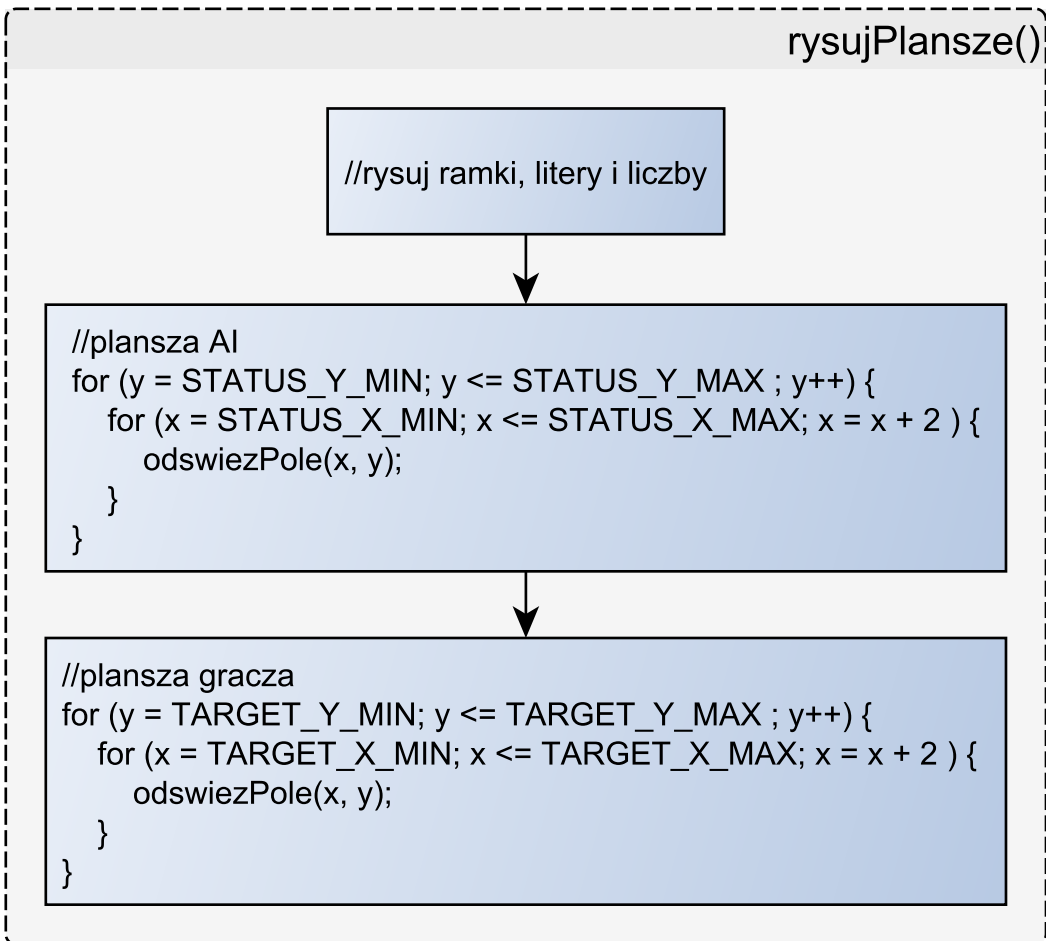 rysujPlansze()
//rysuj ramki, litery i liczby
//plansza AI
for (y = STATUS_Y_MIN; y <= STATUS_Y_MAX ; y++) {
for (x = STATUS_X_MIN; x <= STATUS_X_MAX; x = x + 2 ) {
odswiezPole(x, y);
}
}
//plansza gracza
for (y = TARGET_Y_MIN; y <= TARGET_Y_MAX ; y++) {
for (x = TARGET_X_MIN; x <= TARGET_X_MAX; x = x + 2 ) {
odswiezPole(x, y);
}
}